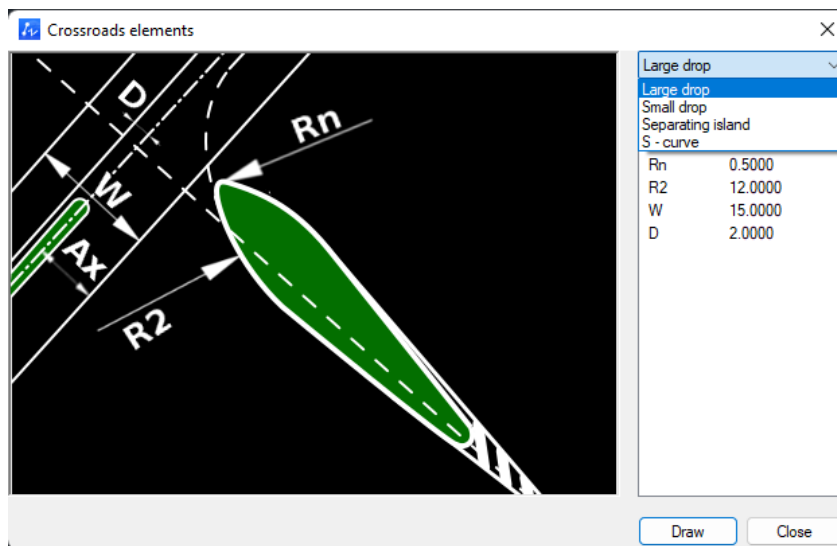 Crossroads elements
Large drop
Large drop
Small drop
Separating island
S - curve
Rn 0.5000
R2 12.0000
W 15.0000
D 2.0000
D
Rn
W
Ax
R2
Draw
Close